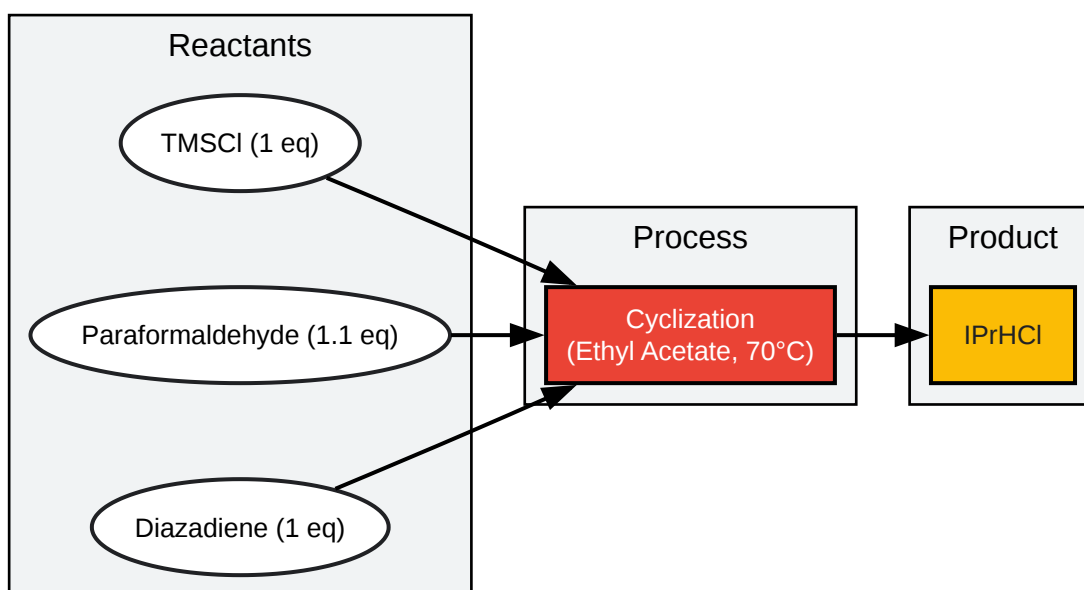 Reactants
TMSCl (1 eq)
Paraformaldehyde (1.1 eq)
Diazadiene (1 eq)
Process
Cyclization
(Ethyl Acetate, 70°C)
Product
IPrHCl